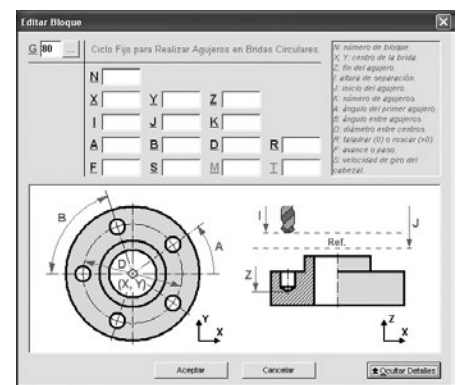 Editar Bloque
G 80 ... Ciclo Fijo para Realizar Agujeros en Bridas Circulares.
N
X Y Z
I J K
A B D R
F S M T
N: número de bloque.
X, Y: centro de la brida.
Z: fin del agujero.
I: altura de separación.
J: inicio del agujero.
K: número de agujeros.
A: ángulo del primer agujero.
B: ángulo entre agujeros.
D: diámetro entre centros.
R: taladrar (0) o roscar (>0).
F: avance o paso.
S: velocidad de giro del
cabezal.
B
A
D
(X, Y)
Y
X
I
J
Ref.
Z
Z
X
Aceptar Cancelar Ocultar Detalles